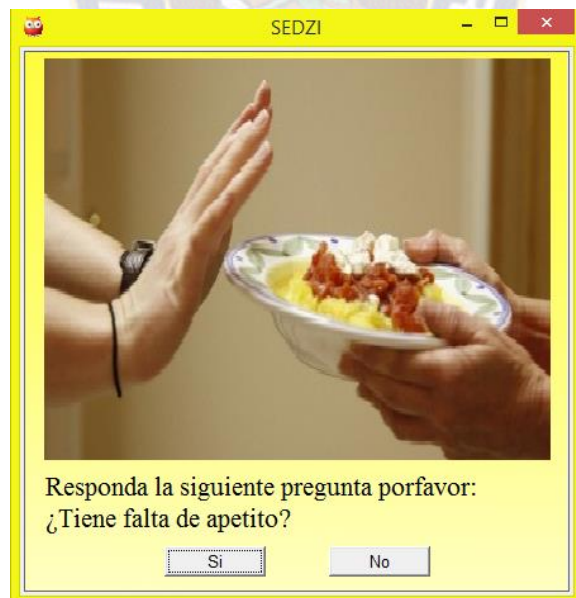 SEDZI
Responda la siguiente pregunta porfavor:
¿Tiene falta de apetito?
Si No